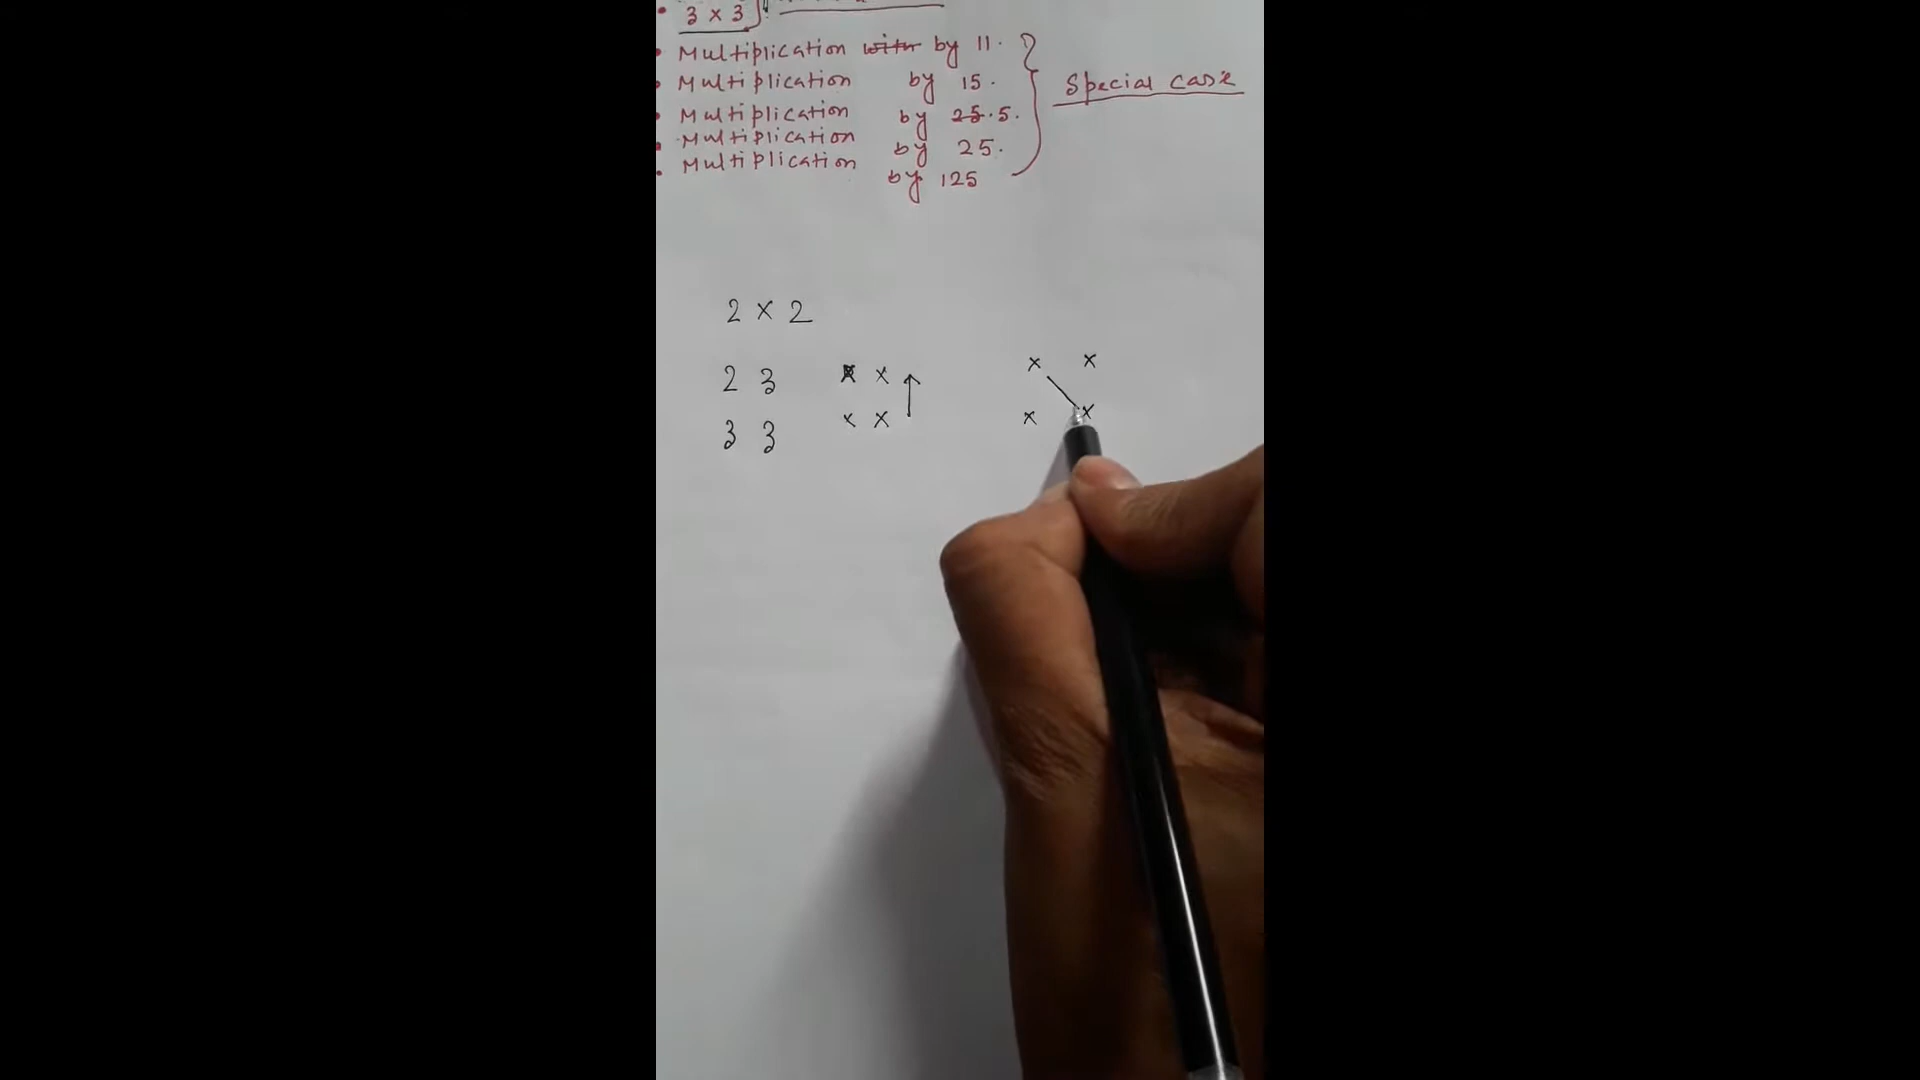 • 3 x 3
• Multiplication with by 11.
• Multiplication by 15.
• Multiplication by 25.5.
• Multiplication by 25.
• Multiplication by 125
Special case
2 x 2
2 3 x x ↑ x x
3 3 x x x x